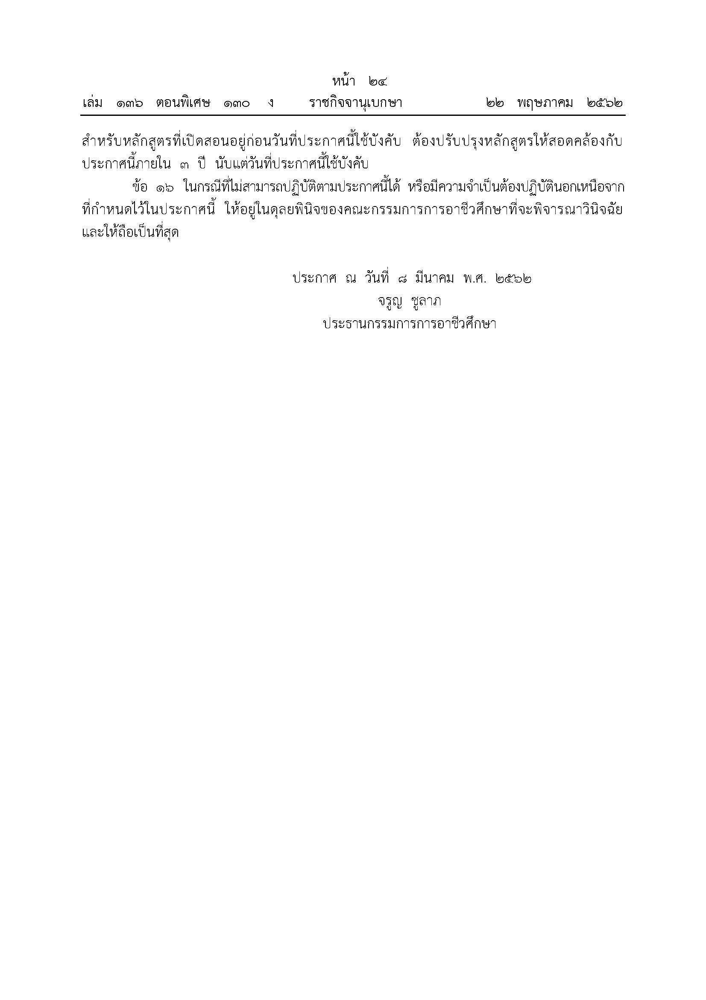 หน้า ๒๔
เล่ม ๑๓๖ ตอนพิเศษ ๑๓๐ ง ราชกิจจานุเบกษา ๒๒ พฤษภาคม ๒๕๖๒
สำหรับหลักสูตรที่เปิดสอนอยู่ก่อนวันที่ประกาศนี้ใช้บังคับ ต้องปรับปรุงหลักสูตรให้สอดคล้องกับ
ประกาศนี้ภายใน ๓ ปี นับแต่วันที่ประกาศนี้ใช้บังคับ
ข้อ ๑๖ ในกรณีที่ไม่สามารถปฏิบัติตามประกาศนี้ได้ หรือมีความจำเป็นต้องปฏิบัตินอกเหนือจาก
ที่กำหนดไว้ในประกาศนี้ ให้อยู่ในดุลยพินิจของคณะกรรมการการอาชีวศึกษาที่จะพิจารณาวินิจฉัย
และให้ถือเป็นที่สุด
ประกาศ ณ วันที่ ๘ มีนาคม พ.ศ. ๒๕๖๒
จรูญ ชูลาภ
ประธานกรรมการการอาชีวศึกษา